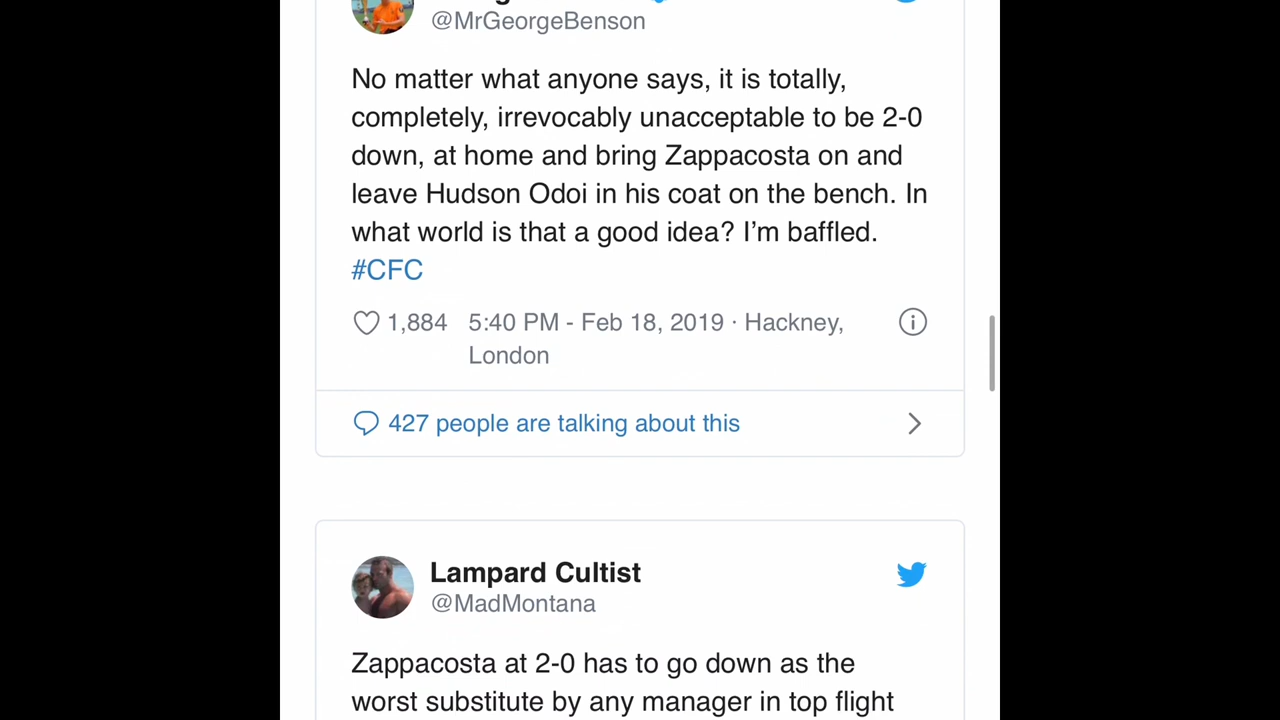 @MrGeorgeBenson
No matter what anyone says, it is totally,
completely, irrevocably unacceptable to be 2-0
down, at home and bring Zappacosta on and
leave Hudson Odoi in his coat on the bench. In
what world is that a good idea? I’m baffled.
#CFC
1,884 5:40 PM - Feb 18, 2019 · Hackney,
London
427 people are talking about this
Lampard Cultist
@MadMontana
Zappacosta at 2-0 has to go down as the
worst substitute by any manager in top flight